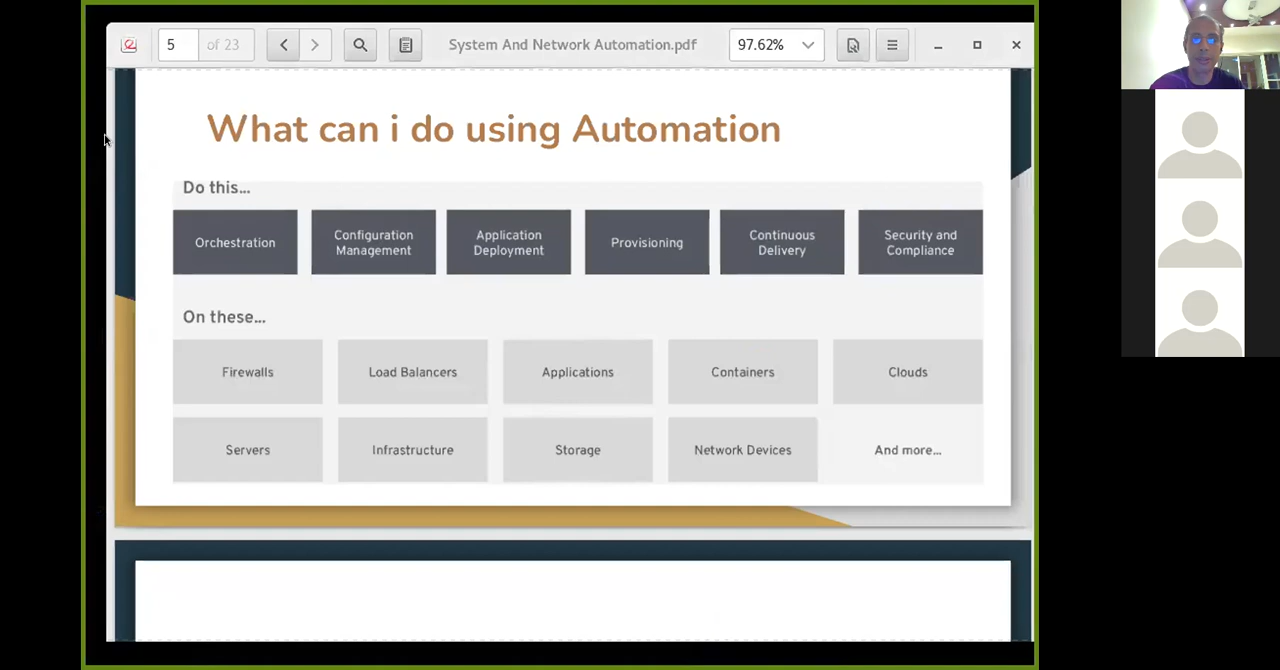 5 of 23 System And Network Automation.pdf 97.62%
What can i do using Automation
Do this...
Orchestration
Configuration
Management
Application
Deployment
Provisioning
Continuous
Delivery
Security and
Compliance
On these...
Firewalls
Load Balancers
Applications
Containers
Clouds
Servers
Infrastructure
Storage
Network Devices
And more...